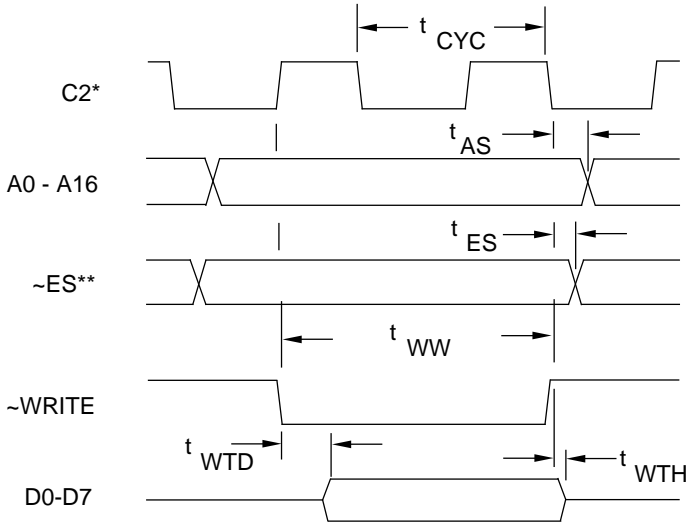 t CYC
C2*
t AS
A0 - A16
t ES
~ES**
t WW
~WRITE
t WTD
t WTH
D0-D7